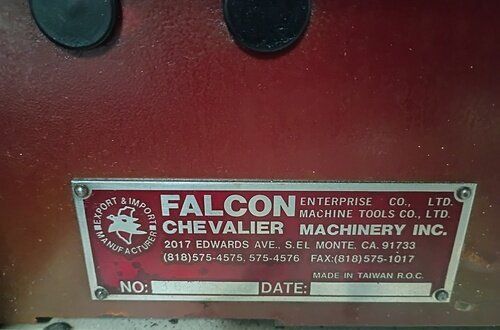 EXPORT & IMPORT
MANUFACTURER
FALCON ENTERPRISE CO., LTD.
MACHINE TOOLS CO., LTD.
CHEVALIER MACHINERY INC.
2017 EDWARDS AVE., S.EL MONTE, CA. 91733
(818)575-4575, 575-4576 FAX:(818)575-1017
MADE IN TAIWAN R.O.C.
NO:
DATE: